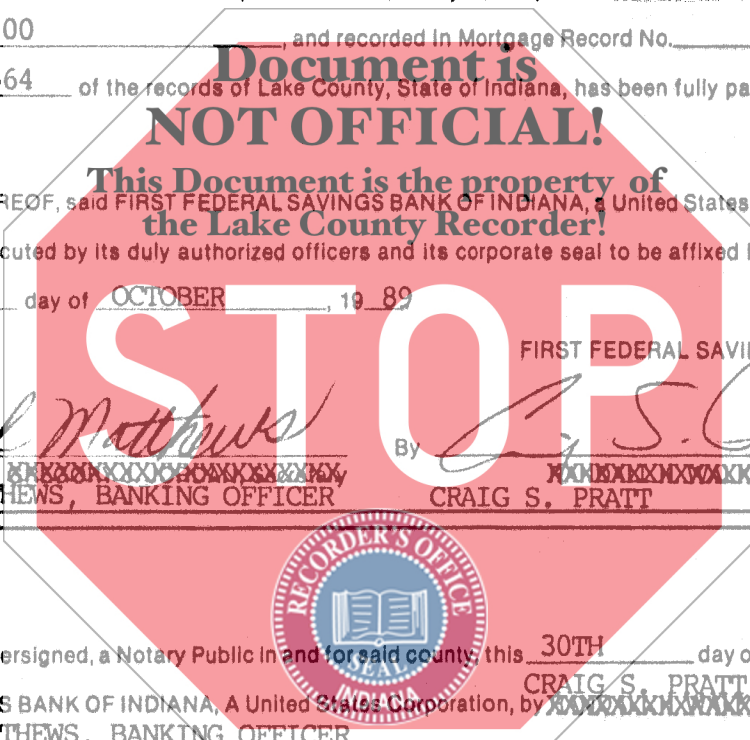 00 , and recorded in Mortgage Record No.
Document is
64 of the records of Lake County, State of Indiana, has been fully pa
NOT OFFICIAL!
This Document is the property of
REOF, said FIRST FEDERAL SAVINGS BANK OF INDIANA, a United States
the Lake County Recorder!
cuted by its duly authorized officers and its corporate seal to be affixed
day of OCTOBER , 19 89
STOP
FIRST FEDERAL SAVI
Matthews
By
HEWS, BANKING OFFICER CRAIG S. PRATT
RECORDER'S OFFICE
SEAL
INDIANA
ersigned, a Notary Public in and for said county, this 30TH day o
CRAIG S. PRATT
S BANK OF INDIANA, A United States Corporation, by
THEWS, BANKING OFFICER